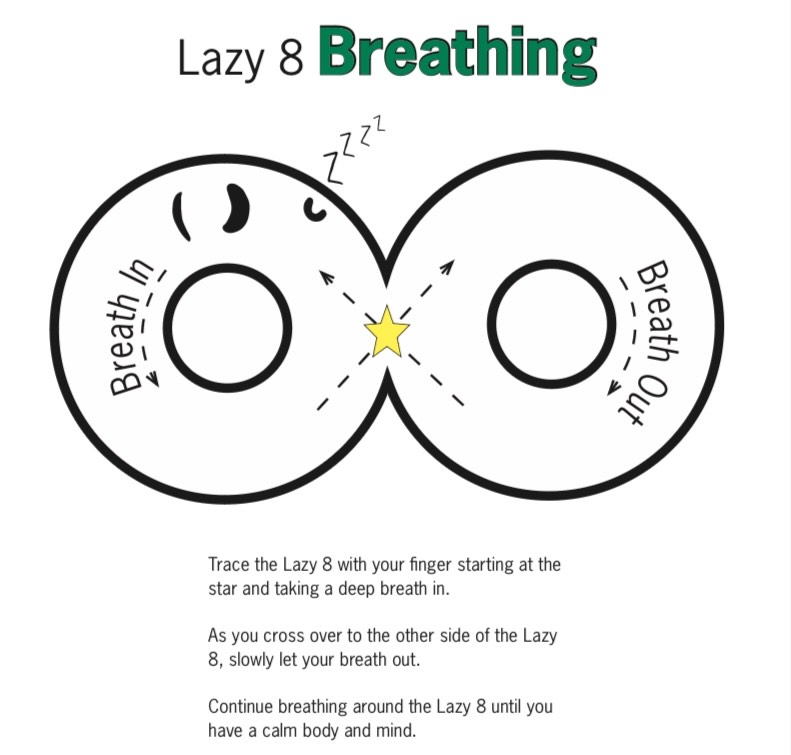 Lazy 8 Breathing
zzzz
Breath In
Breath Out
Trace the Lazy 8 with your finger starting at the
star and taking a deep breath in.
As you cross over to the other side of the Lazy
8, slowly let your breath out.
Continue breathing around the Lazy 8 until you
have a calm body and mind.